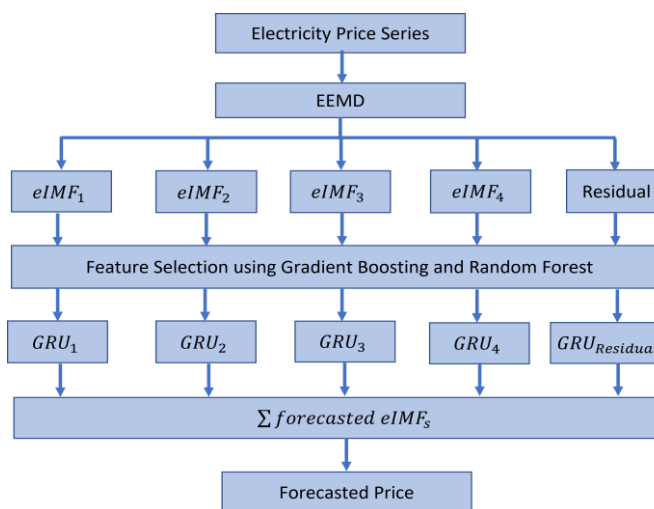 Electricity Price Series
EEMD
eIMF₁ eIMF₂ eIMF₃ eIMF₄ Residual
Feature Selection using Gradient Boosting and Random Forest
GRU₁ GRU₂ GRU₃ GRU₄ GRU_Residual
∑ forecasted eIMFₛ
Forecasted Price